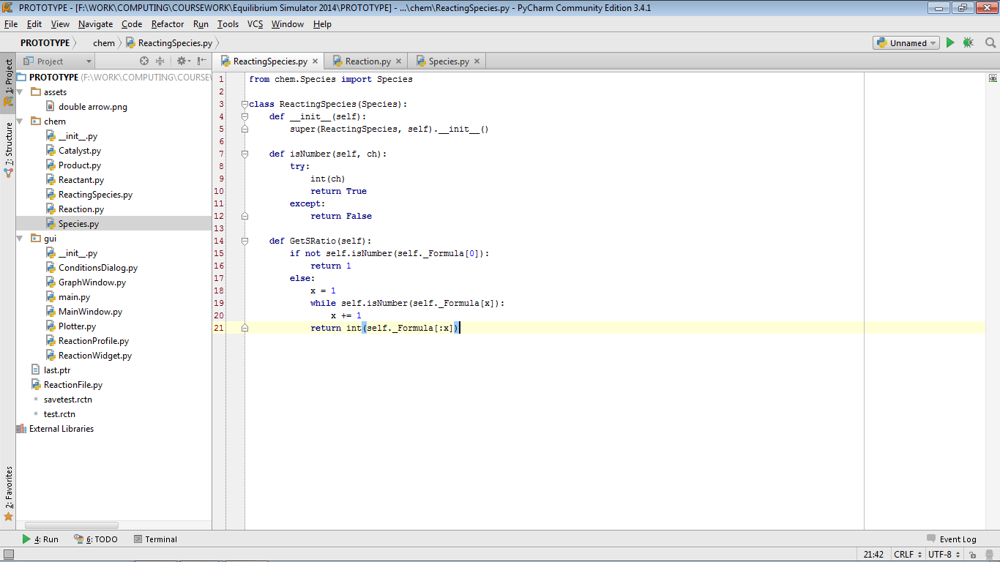 PROTOTYPE - [F:\WORK\COMPUTING\COURSEWORK\Equilibrium Simulator 2014\PROTOTYPE] - ...\chem\ReactingSpecies.py - PyCharm Community Edition 3.4.1
File Edit View Navigate Code Refactor Run Tools VCS Window Help
PROTOTYPE chem ReactingSpecies.py Unnamed
1: Project
7: Structure
2: Favorites
Project
PROTOTYPE (F:\WORK\COMPUTING\COURSEW
assets
double arrow.png
chem
__init__.py
Catalyst.py
Product.py
Reactant.py
ReactingSpecies.py
Reaction.py
Species.py
gui
__init__.py
ConditionsDialog.py
GraphWindow.py
main.py
MainWindow.py
Plotter.py
ReactionProfile.py
ReactionWidget.py
last.ptr
ReactionFile.py
savetest.rctn
test.rctn
External Libraries
ReactingSpecies.py Reaction.py Species.py
1 from chem.Species import Species
2
3 class ReactingSpecies(Species):
4     def __init__(self):
5         super(ReactingSpecies, self).__init__()
6
7     def isNumber(self, ch):
8         try:
9             int(ch)
10             return True
11         except:
12             return False
13
14     def GetSRatio(self):
15         if not self.isNumber(self._Formula[0]):
16             return 1
17         else:
18             x = 1
19             while self.isNumber(self._Formula[x]):
20                 x += 1
21             return int(self._Formula[:x])
4: Run 6: TODO Terminal Event Log
21:42 CRLF UTF-8